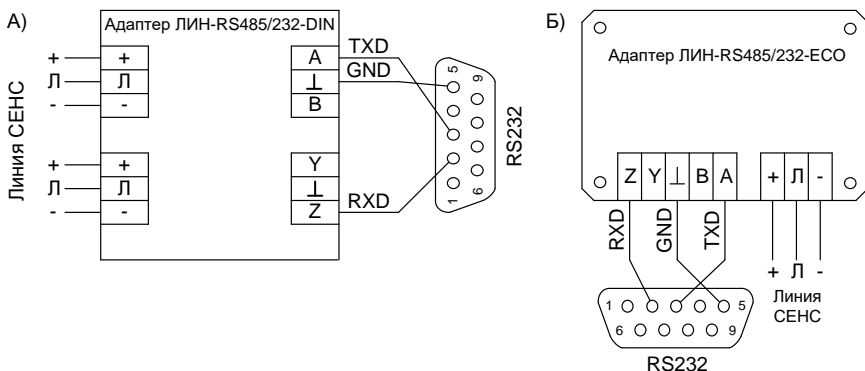 А)
Адаптер ЛИН-RS485/232-DIN
Линия СЕНС
+ +
Л Л
- -
+ +
Л Л
- -
A
⊥
B
Y
⊥
Z
TXD
GND
RXD
5
9
1
6
RS232
Б)
Адаптер ЛИН-RS485/232-ECO
Z Y ⊥ B A + Л -
RXD
GND
TXD
+ Л -
Линия
СЕНС
1 5
6 9
RS232